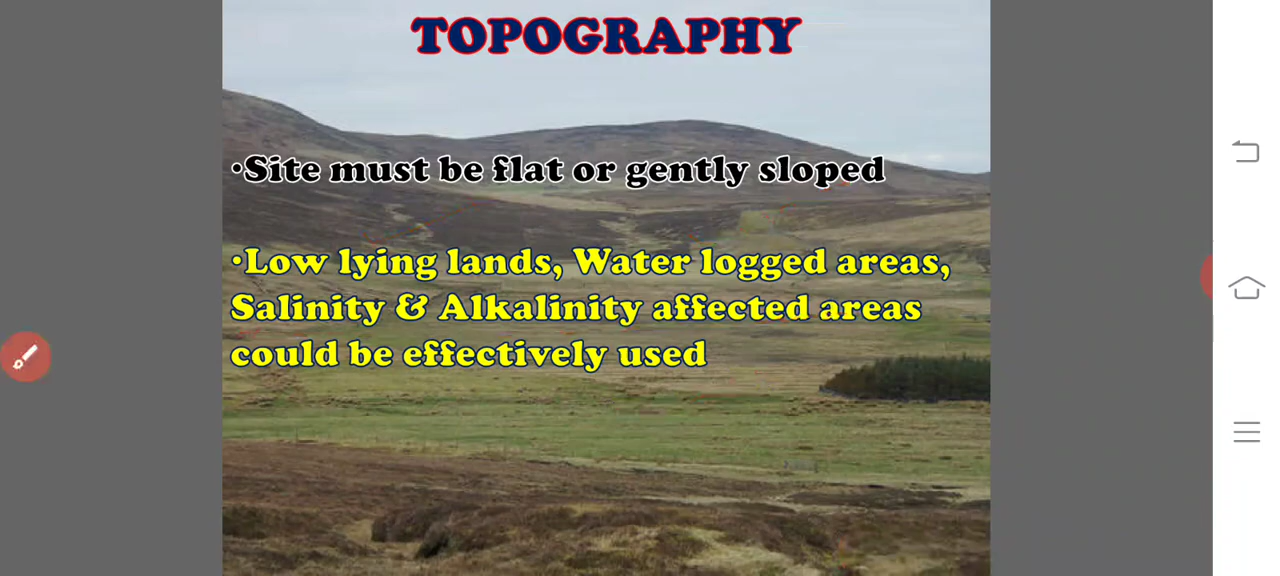 TOPOGRAPHY
•Site must be flat or gently sloped
•Low lying lands, Water logged areas,
Salinity & Alkalinity affected areas
could be effectively used